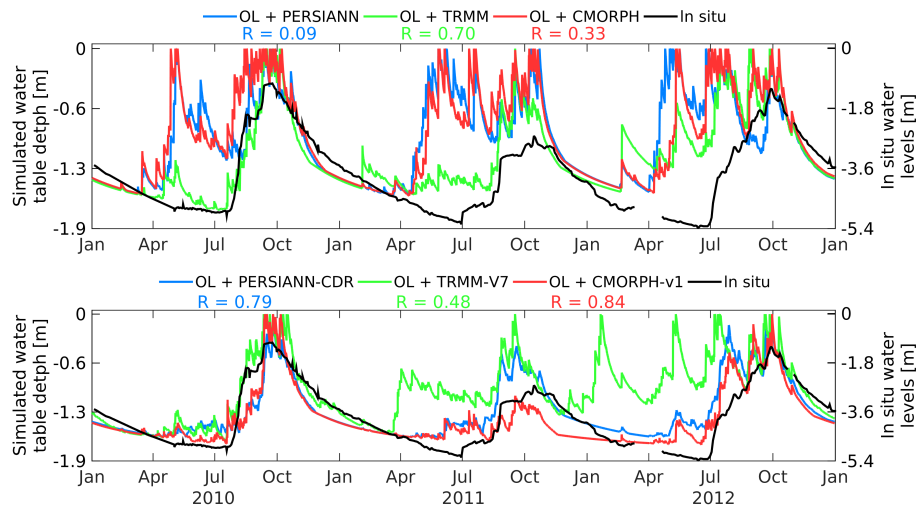 OL + PERSIANN OL + TRMM OL + CMORPH In situ
R = 0.09 R = 0.70 R = 0.33
Simulated water
table detpth [m]
0
-0.6
-1.3
-1.9
0
-1.8
-3.6
-5.4
In situ water
levels [m]
Jan Apr Jul Oct Jan Apr Jul Oct Jan Apr Jul Oct Jan
OL + PERSIANN-CDR OL + TRMM-V7 OL + CMORPH-v1 In situ
R = 0.79 R = 0.48 R = 0.84
Simulated water
table detpth [m]
0
-0.6
-1.3
-1.9
0
-1.8
-3.6
-5.4
In situ water
levels [m]
Jan Apr Jul Oct Jan Apr Jul Oct Jan Apr Jul Oct Jan
2010 2011 2012